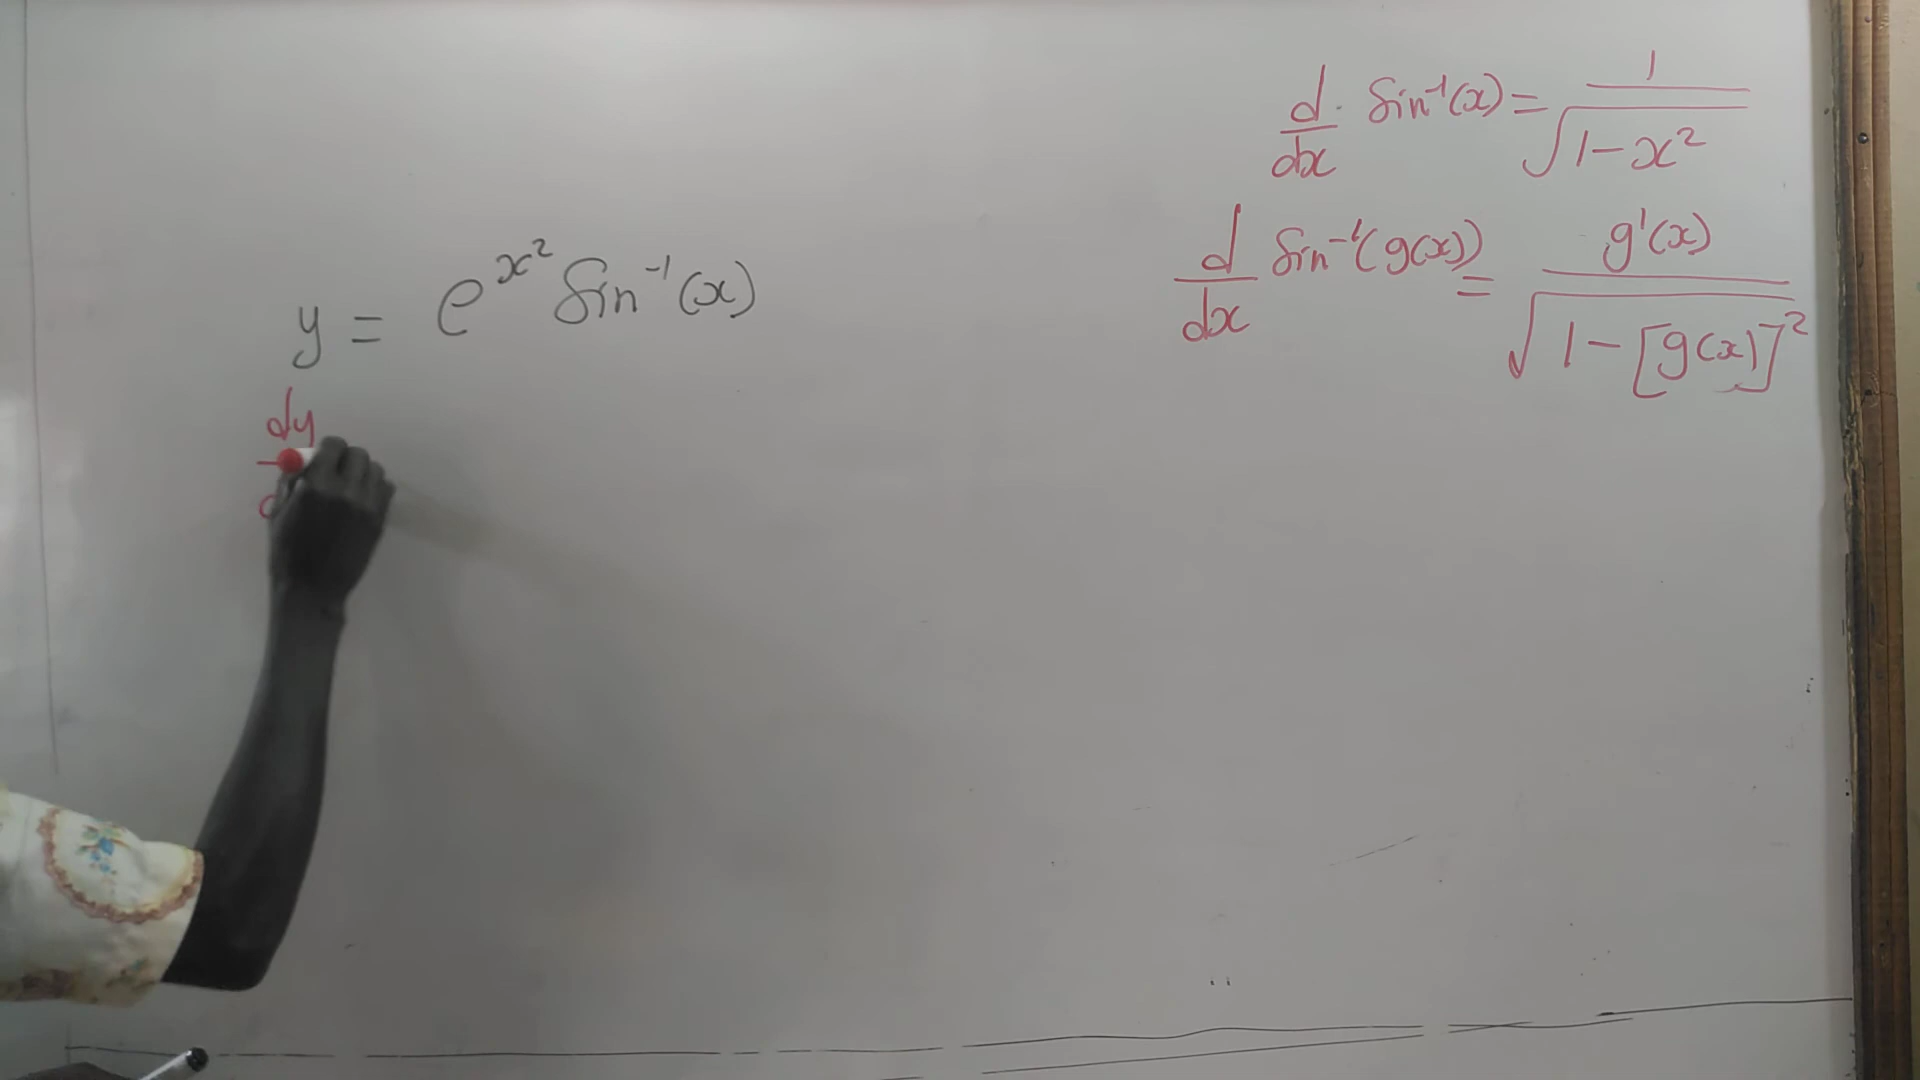 d/dx Sin⁻¹(x) = 1/√(1-x²)
d/dx Sin⁻¹(g(x)) = g'(x)/√(1-[g(x)]²)
y = e^x² Sin⁻¹(x)
dy
d